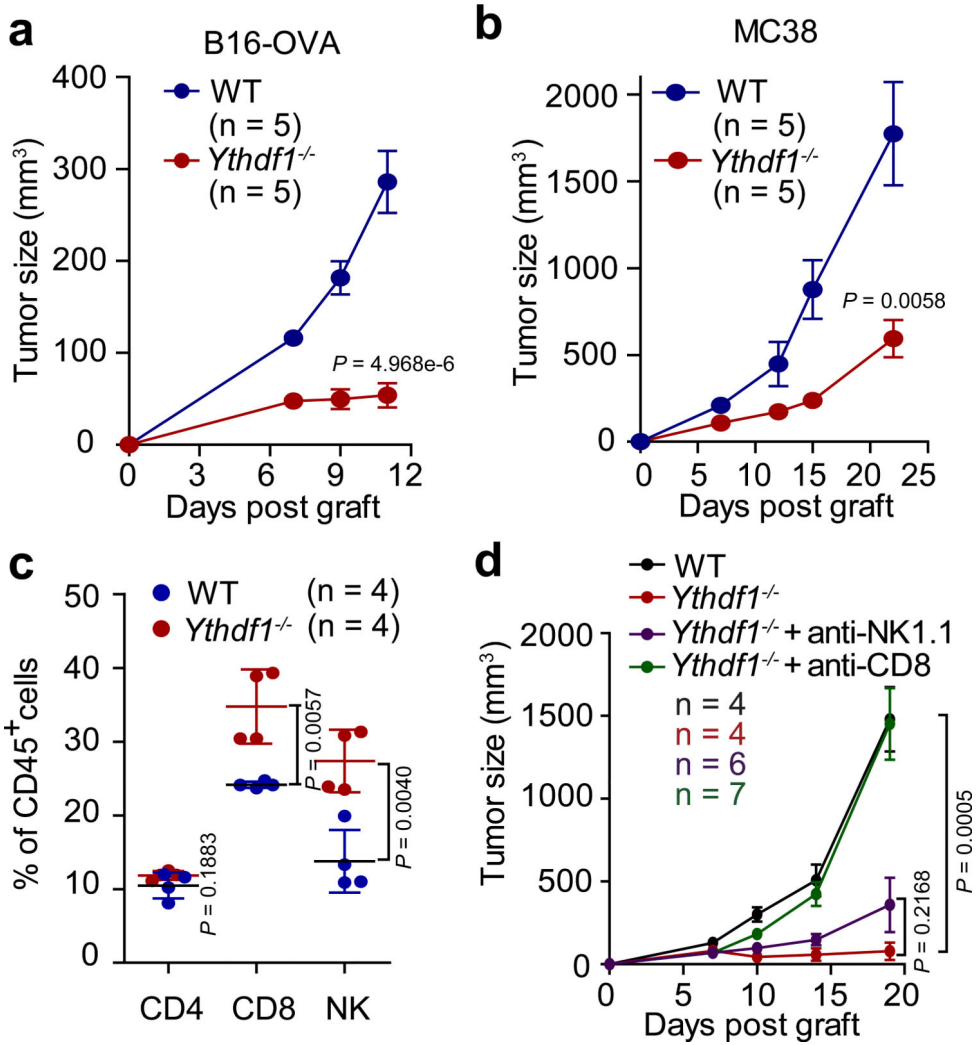 a
B16-OVA
Tumor size (mm³)
400
300
200
100
0
WT
(n = 5)
Ythdf1-/-
(n = 5)
P = 4.968e-6
0 3 6 9 12
Days post graft
b
MC38
Tumor size (mm³)
2000
1500
1000
500
0
WT
(n = 5)
Ythdf1-/-
(n = 5)
P = 0.0058
0 5 10 15 20 25
Days post graft
c
% of CD45+cells
50
40
30
20
10
0
WT (n = 4)
Ythdf1-/- (n = 4)
P = 0.1883
P = 0.0057
P = 0.0040
CD4 CD8 NK
d
WT
Ythdf1-/-
Ythdf1-/- + anti-NK1.1
Ythdf1-/- + anti-CD8
n = 4
n = 4
n = 6
n = 7
Tumor size (mm³)
2000
1500
1000
500
0
P = 0.2168
P = 0.0005
0 5 10 15 20
Days post graft